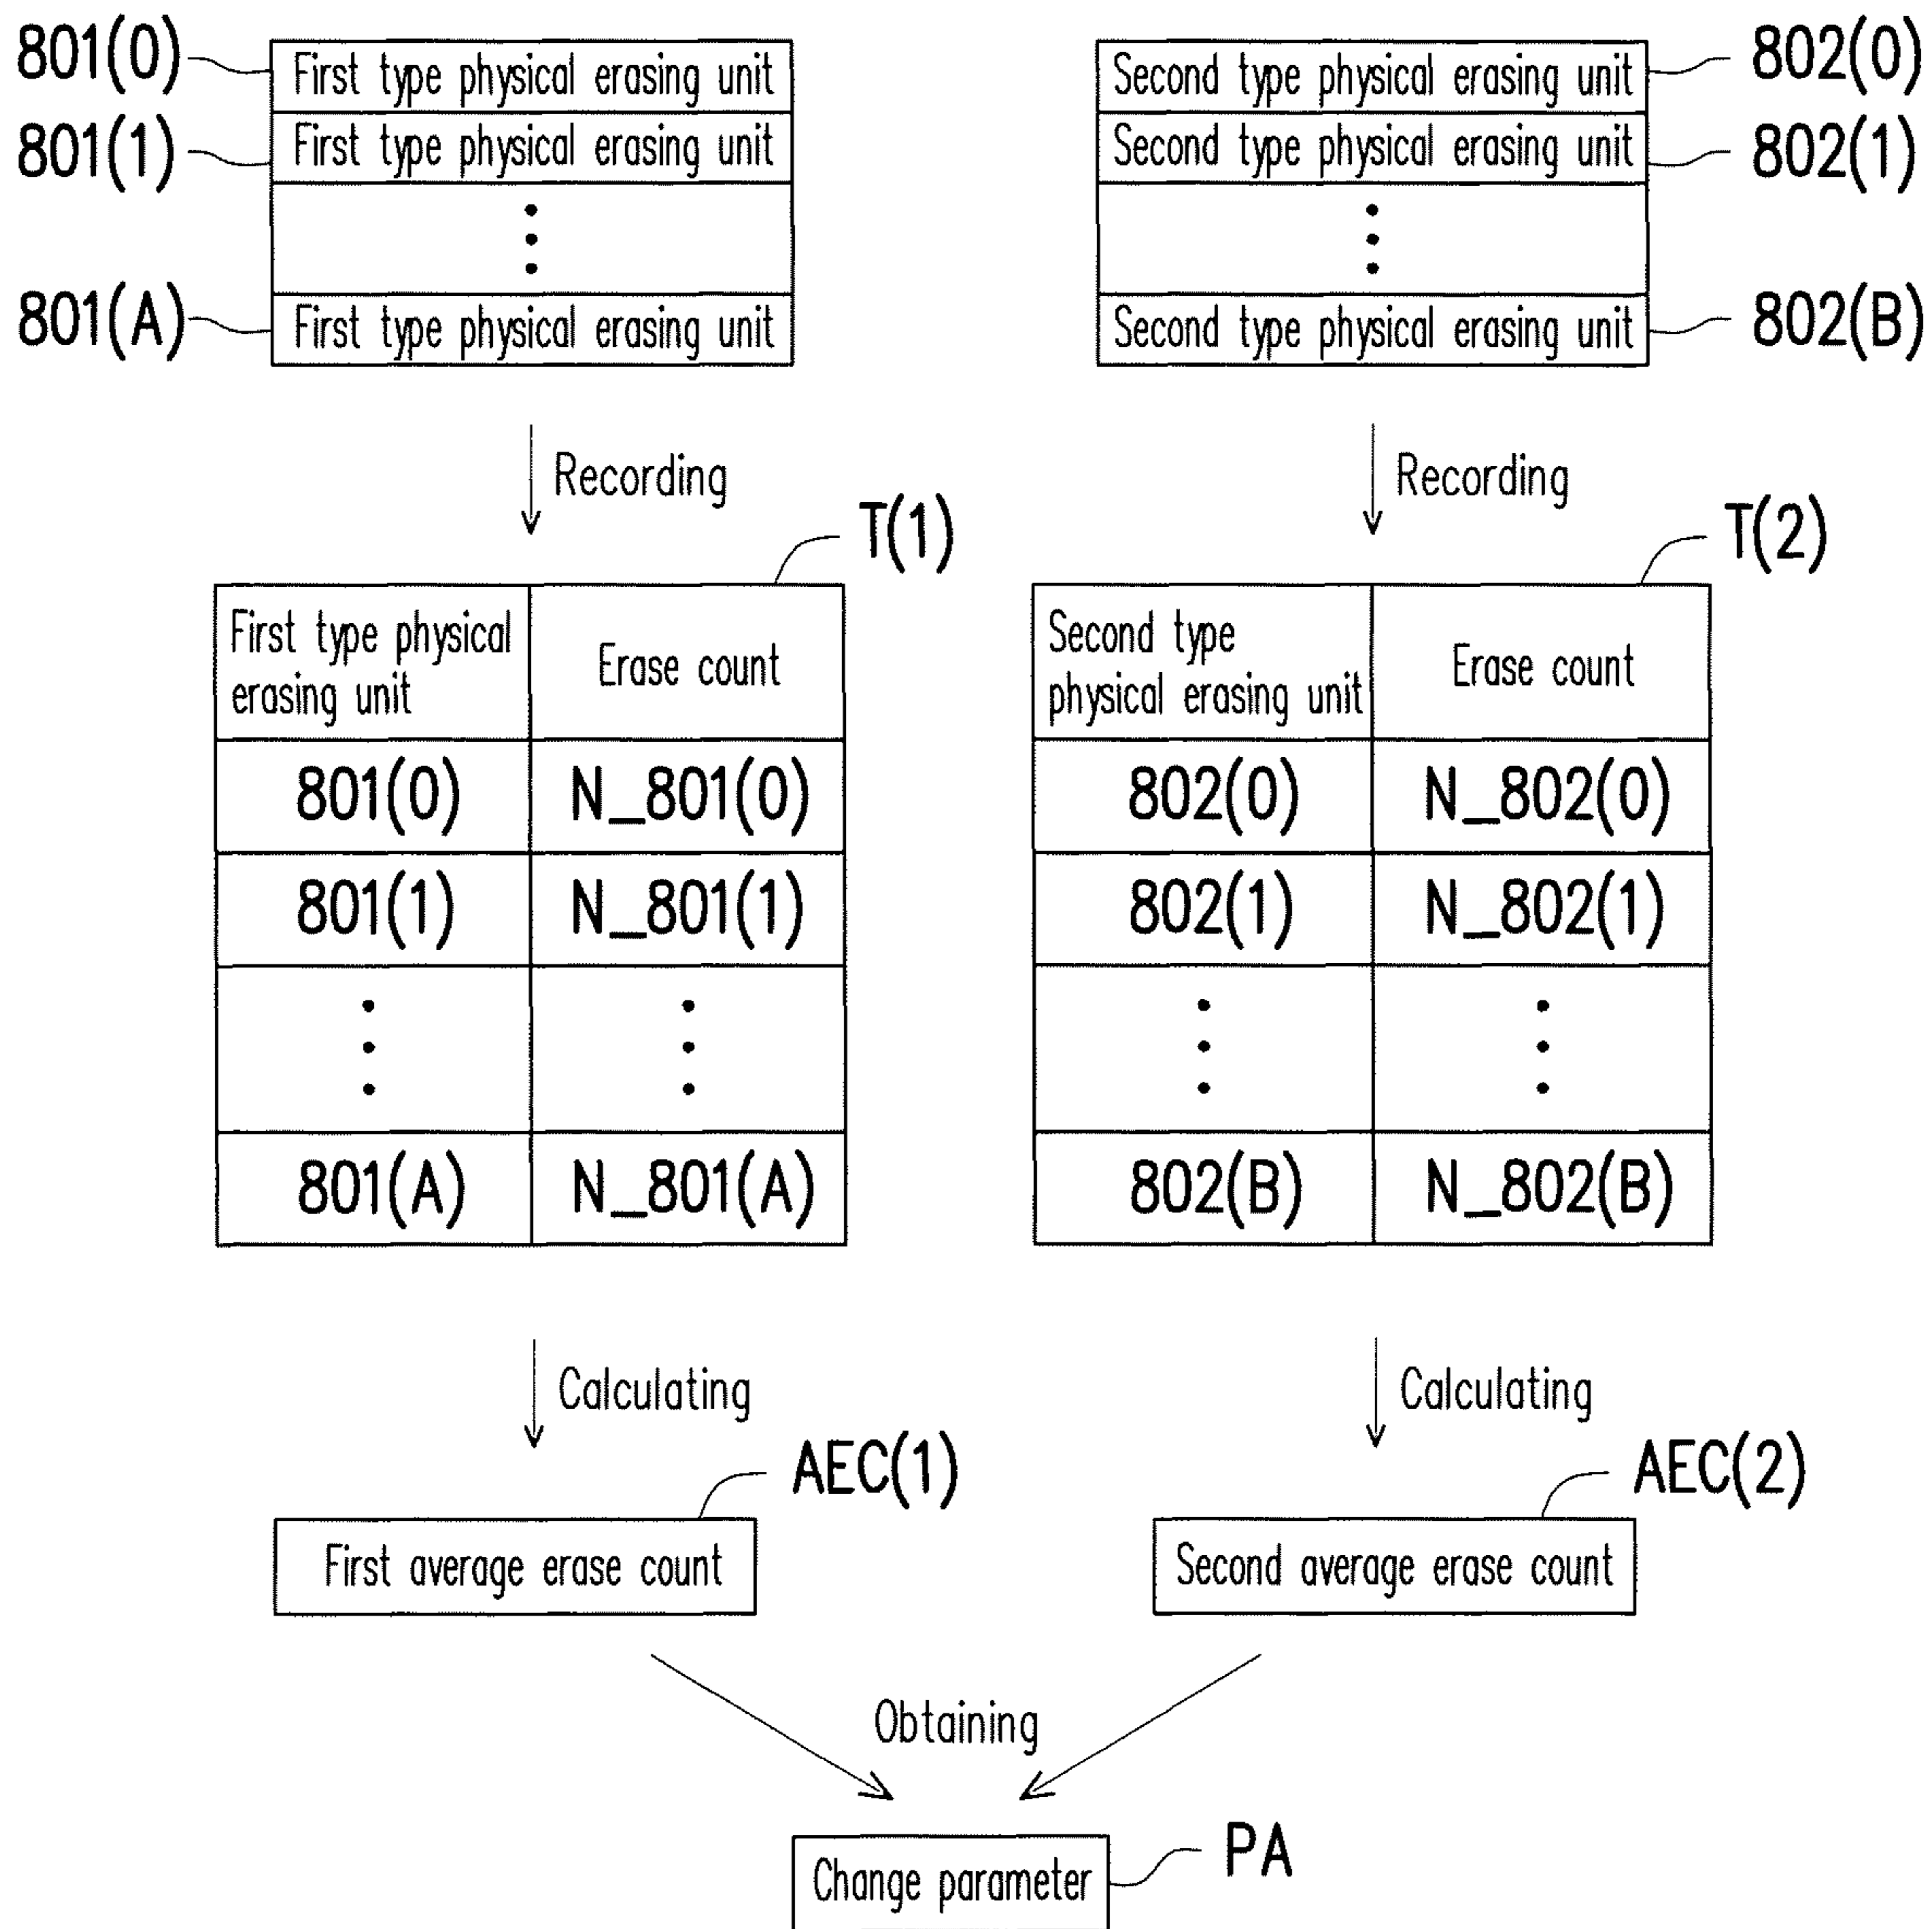 801(0) First type physical erasing unit Second type physical erasing unit 802(0)
801(1) First type physical erasing unit Second type physical erasing unit 802(1)
801(A) First type physical erasing unit Second type physical erasing unit 802(B)
Recording Recording
T(1) T(2)
First type physical
erasing unit
Erase count
Second type
physical erasing unit
Erase count
801(0) N_801(0) 802(0) N_802(0)
801(1) N_801(1) 802(1) N_802(1)
801(A) N_801(A) 802(B) N_802(B)
Calculating Calculating
AEC(1) AEC(2)
First average erase count Second average erase count
Obtaining
Change parameter PA